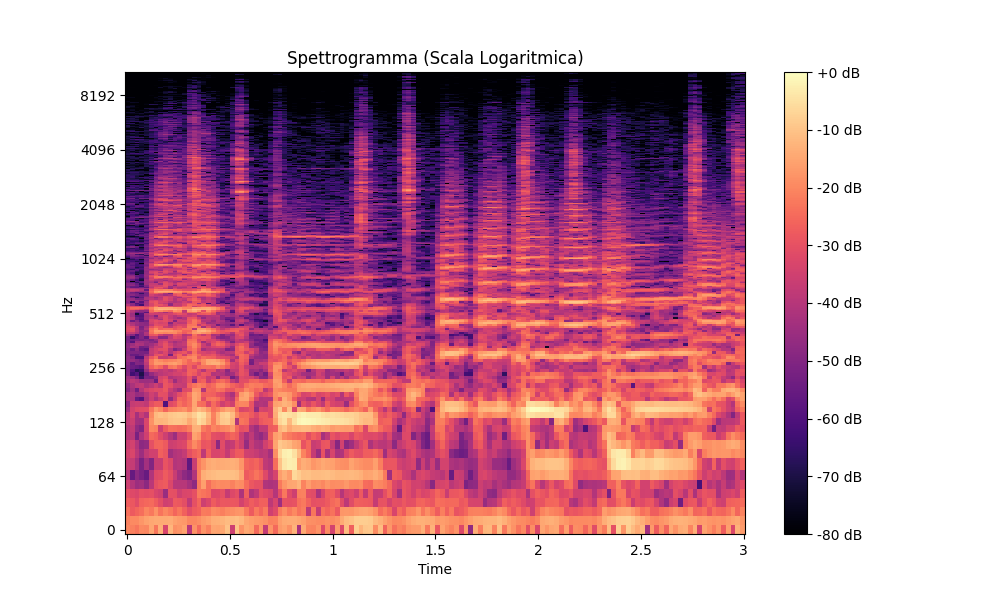 Spettrogramma (Scala Logaritmica)
Hz
8192
4096
2048
1024
512
256
128
64
0
0
0.5
1
1.5
2
2.5
3
Time
+0 dB
-10 dB
-20 dB
-30 dB
-40 dB
-50 dB
-60 dB
-70 dB
-80 dB